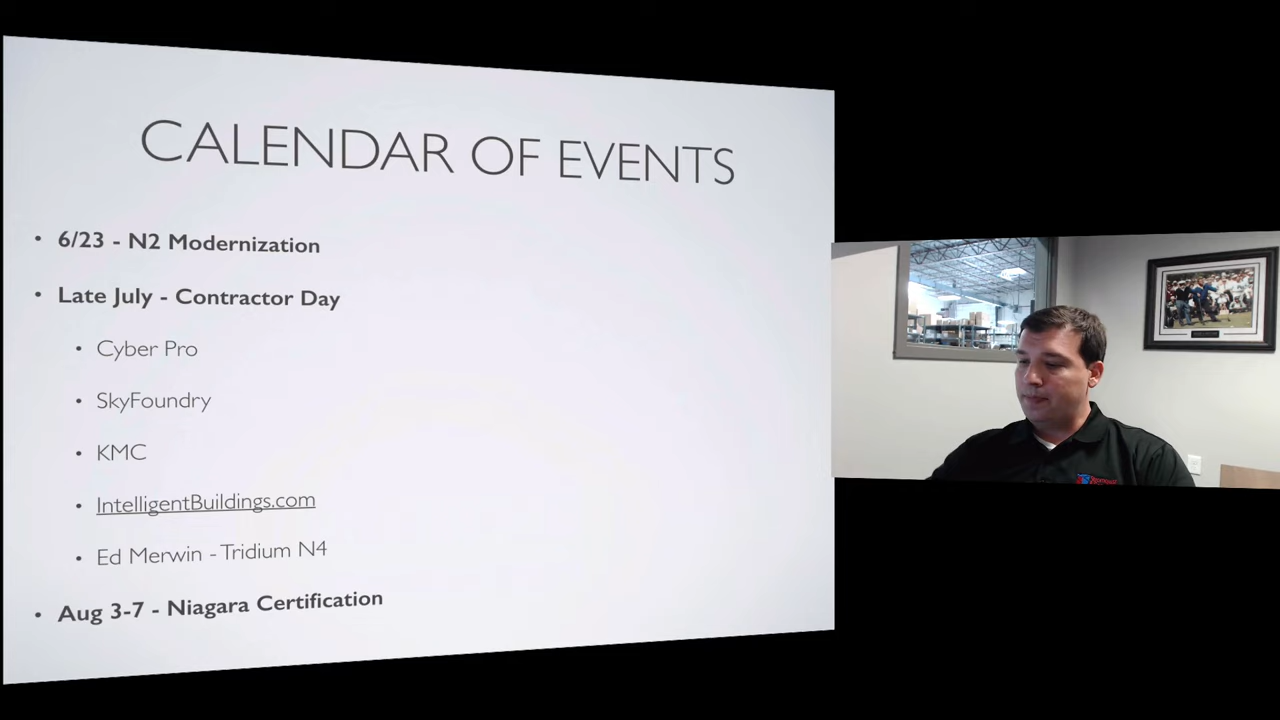 CALENDAR OF EVENTS
• 6/23 - N2 Modernization
• Late July - Contractor Day
• Cyber Pro
• SkyFoundry
• KMC
• IntelligentBuildings.com
• Ed Merwin - Tridium N4
• Aug 3-7 - Niagara Certification